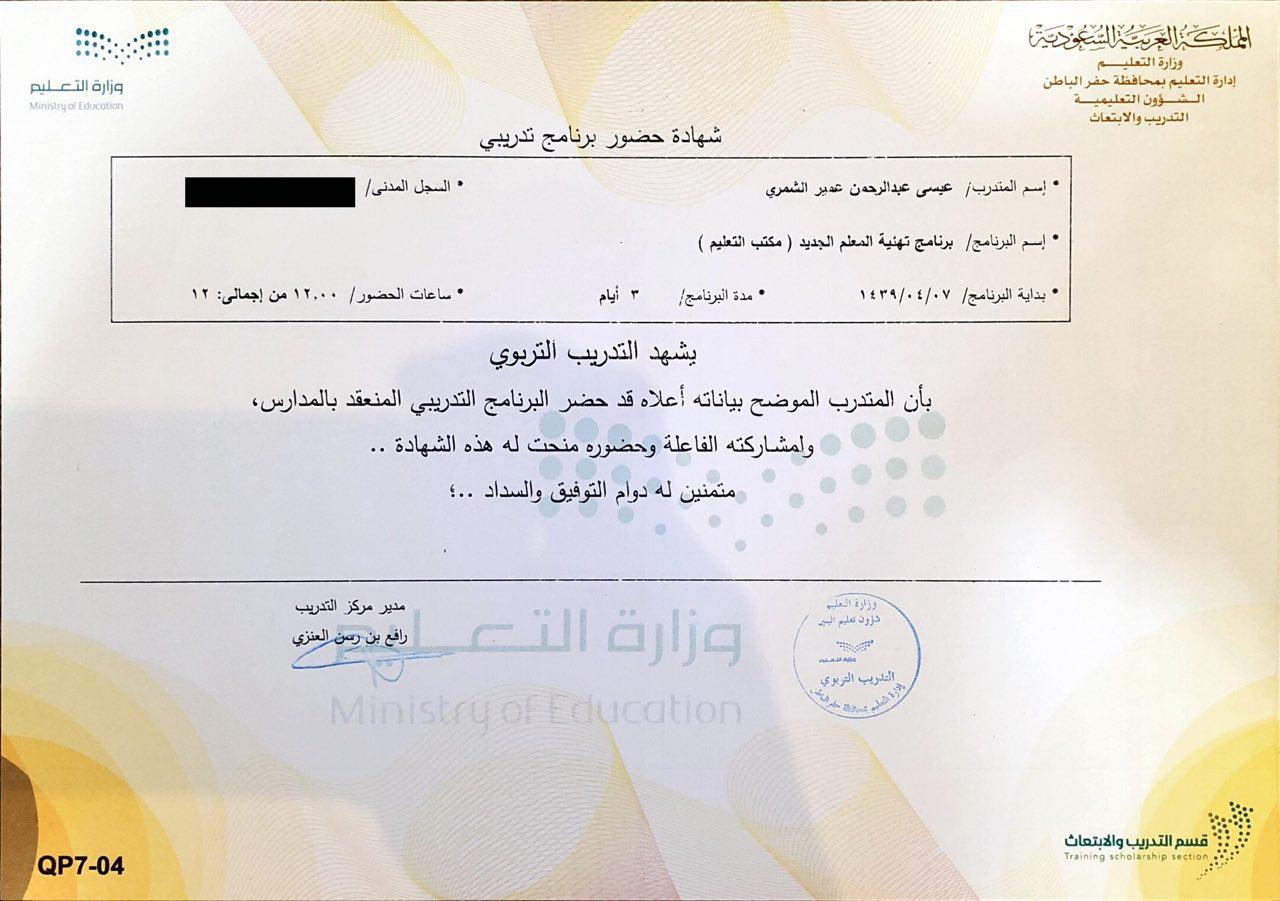 المملكة العربية السعودية
وزارة التعليم
إدارة التعليم بمحافظة حفر الباطن
الشؤون التعليمية
التدريب والابتعاث
وزارة التعليم
Ministry of Education
شهادة حضور برنامج تدريبي
* إسم المتدرب/ عيسى عبدالرحمن عمير الشمري * السجل المدنى/
* إسم البرنامج/ برنامج تهئية المعلم الجديد ( مكتب التعليم )
* بداية البرنامج/ ١٤٣٩/٠٤/٠٧ * مدة البرنامج/ ٣ أيام * ساعات الحضور/ ١٢,٠٠ من إجمالى: ١٢
يشهد التدريب التربوي
بأن المتدرب الموضح بياناته أعلاه قد حضر البرنامج التدريبي المنعقد بالمدارس،
ولمشاركته الفاعلة وحضوره منحت له هذه الشهادة ..
متمنين له دوام التوفيق والسداد ..؛
مدير مركز التدريب
رافع بن رسن العنزي
وزارة التعليم
شؤون تعليم البنين
وزارة التعليم
التدريب التربوي
إدارة التعليم بمحافظة حفر الباطن
وزارة التعليم
Ministry of Education
قسم التدريب والابتعاث
Training scholarship section
QP7-04